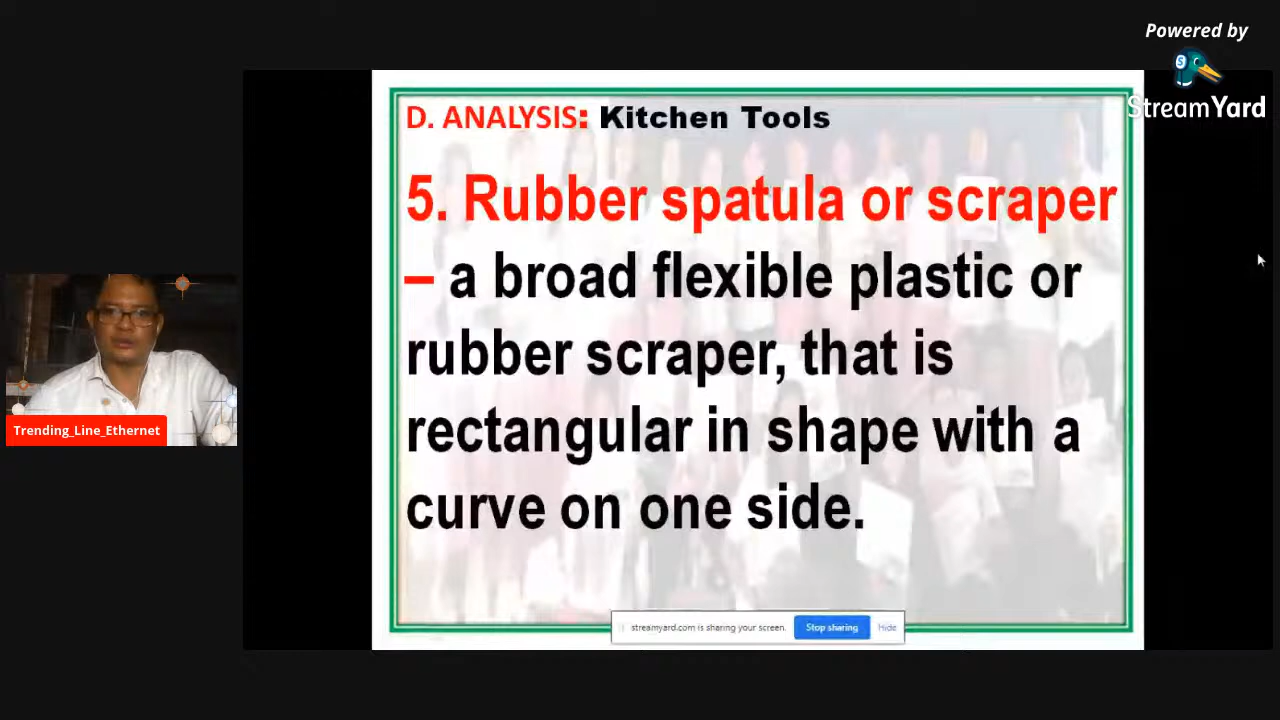 Powered by
StreamYard
D. ANALYSIS: Kitchen Tools
5. Rubber spatula or scraper
– a broad flexible plastic or
rubber scraper, that is
rectangular in shape with a
curve on one side.
Trending_Line_Ethernet
streamyard.com is sharing your screen.
Stop sharing
Hide